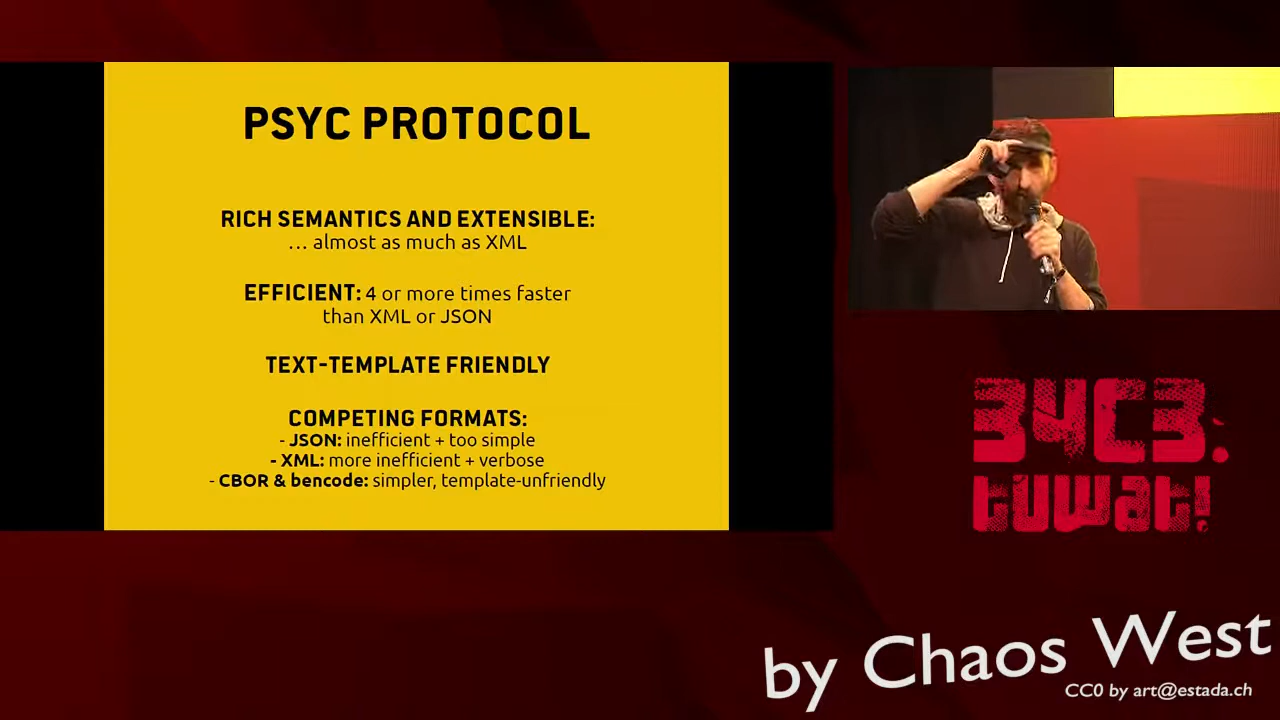 PSYC PROTOCOL
RICH SEMANTICS AND EXTENSIBLE:
... almost as much as XML
EFFICIENT: 4 or more times faster
than XML or JSON
TEXT-TEMPLATE FRIENDLY
COMPETING FORMATS:
- JSON: inefficient + too simple
- XML: more inefficient + verbose
- CBOR & bencode: simpler, template-unfriendly
34C3:
tuwat!
by Chaos West
CC0 by art@estada.ch